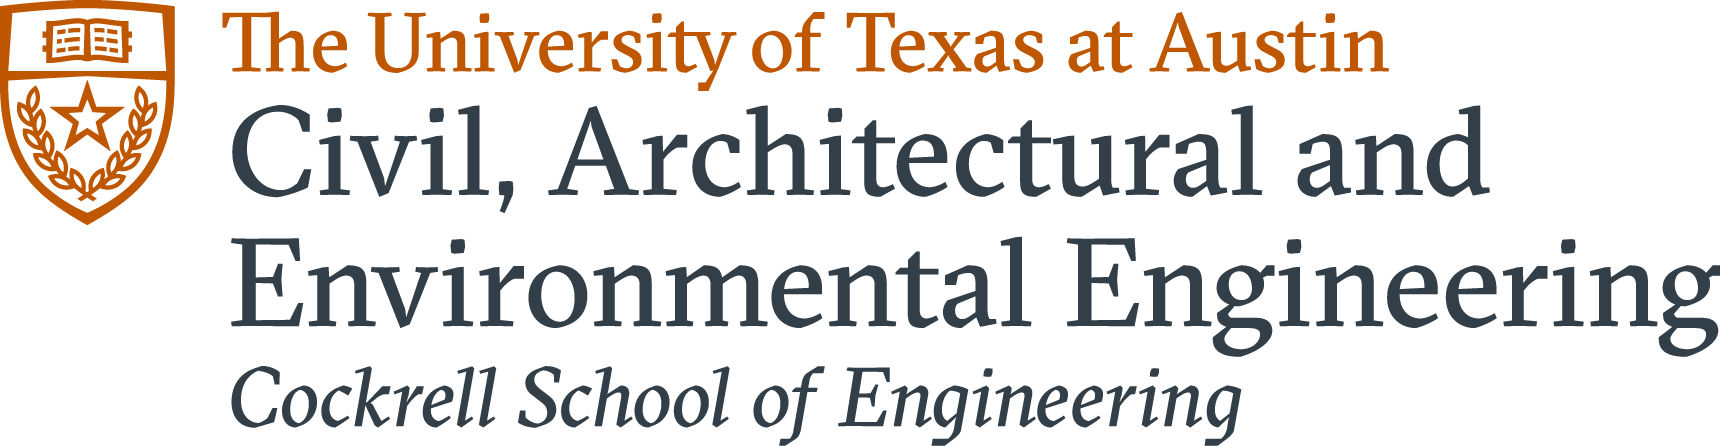 The University of Texas at Austin
Civil, Architectural and
Environmental Engineering
Cockrell School of Engineering